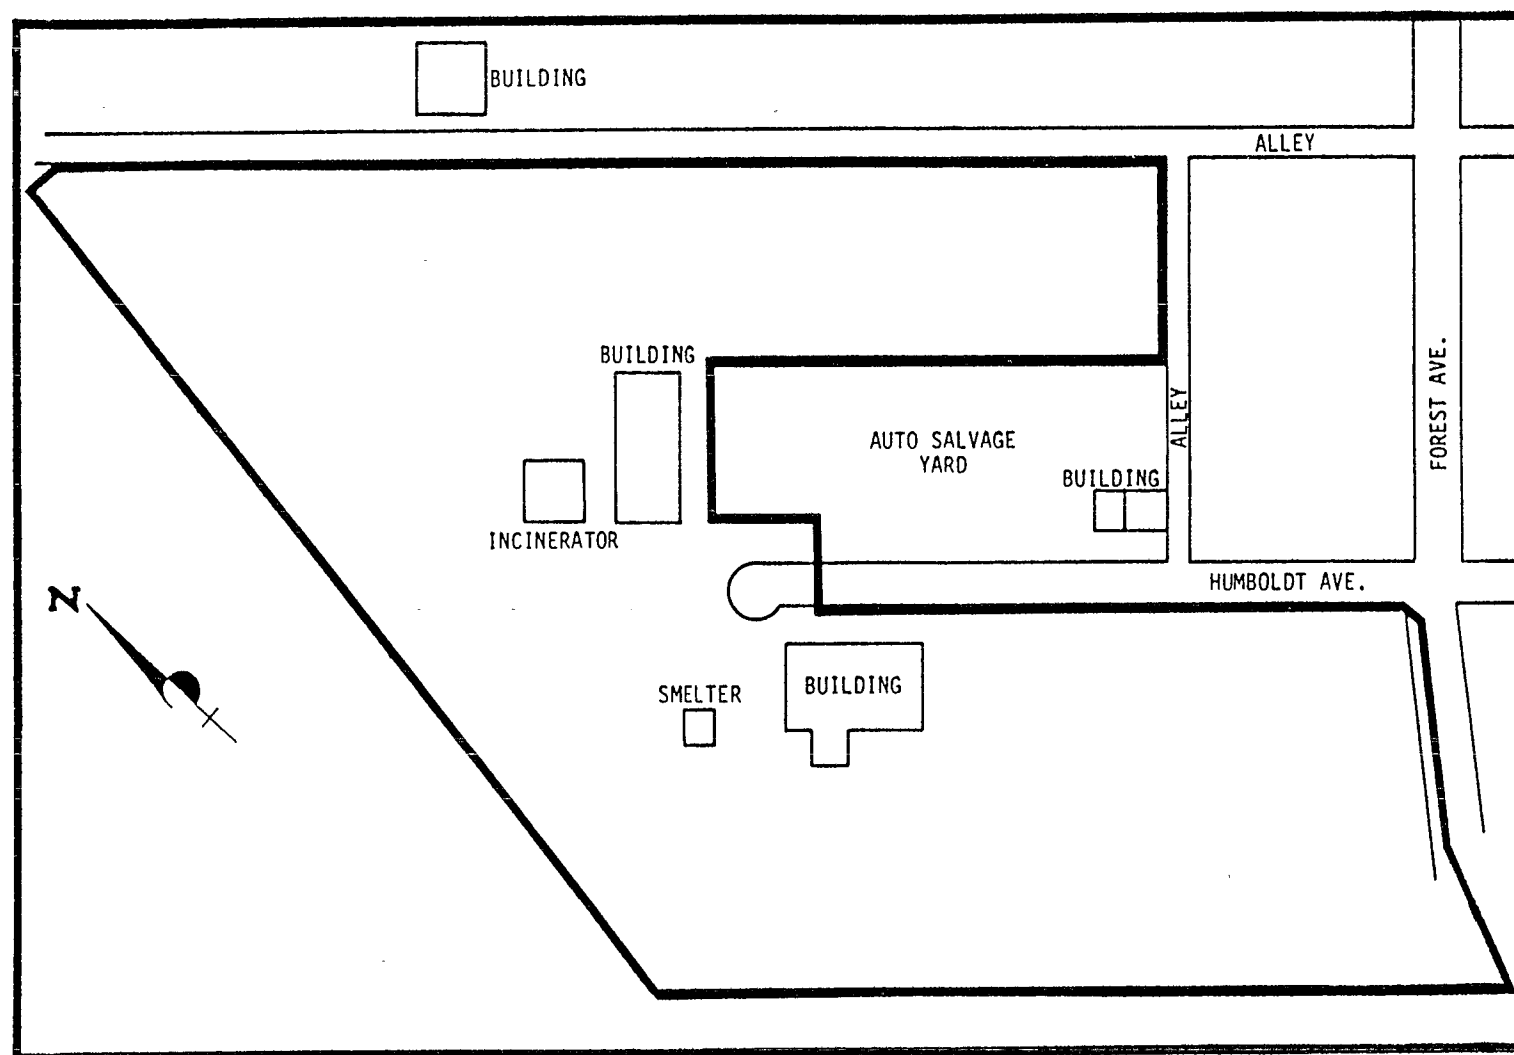 BUILDING
ALLEY
BUILDING
FOREST AVE.
ALLEY
AUTO SALVAGE
YARD
BUILDING
INCINERATOR
HUMBOLDT AVE.
N
SMELTER
BUILDING